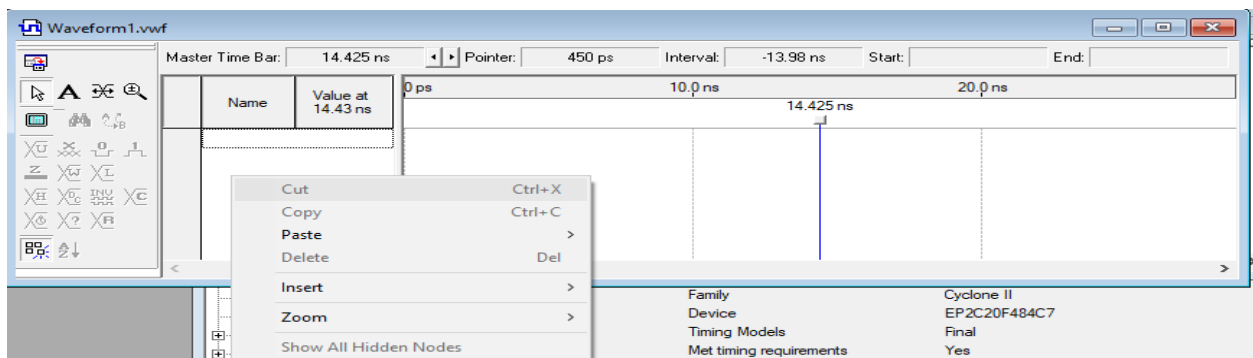 Waveform1.vwf
Master Time Bar: 14.425 ns Pointer: 450 ps Interval: -13.98 ns Start: End:
Name
Value at
14.43 ns
0 ps 10.0 ns 20.0 ns
14.425 ns
Cut Ctrl+X
Copy Ctrl+C
Paste
Delete Del
Insert
Zoom
Show All Hidden Nodes
Family Cyclone II
Device EP2C20F484C7
Timing Models Final
Met timing requirements Yes